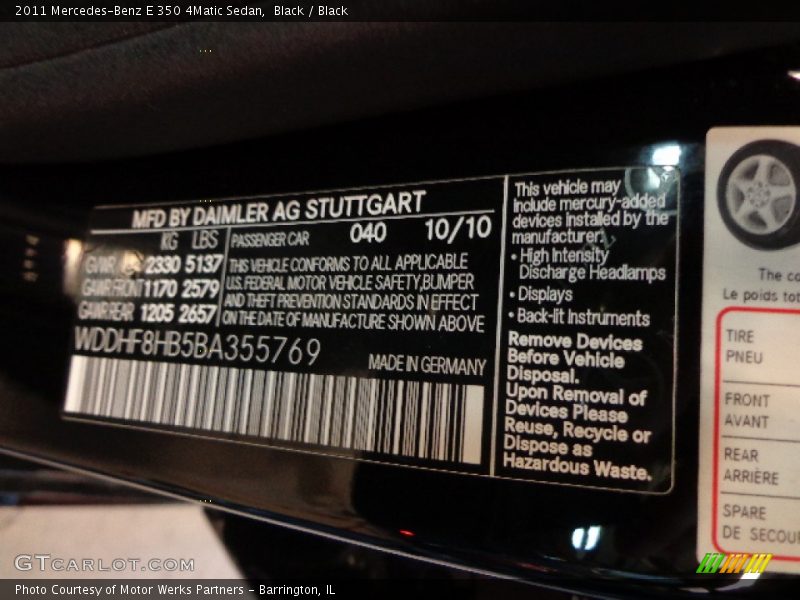 2011 Mercedes-Benz E 350 4Matic Sedan, Black / Black
MFD BY DAIMLER AG STUTTGART
KG LBS
GVWR 2330 5137
GAWR FRONT 1170 2579
GAWR REAR 1205 2657
PASSENGER CAR 040 10/10
THIS VEHICLE CONFORMS TO ALL APPLICABLE
U.S. FEDERAL MOTOR VEHICLE SAFETY, BUMPER
AND THEFT PREVENTION STANDARDS IN EFFECT
ON THE DATE OF MANUFACTURE SHOWN ABOVE
WDDHF8HB5BA355769
MADE IN GERMANY
This vehicle may
include mercury-added
devices installed by the
manufacturer:
• High Intensity
Discharge Headlamps
• Displays
• Back-lit Instruments
Remove Devices
Before Vehicle
Disposal.
Upon Removal of
Devices Please
Reuse, Recycle or
Dispose as
Hazardous Waste.
The
Le poids
TIRE
PNEU
FRONT
AVANT
REAR
ARRIÈRE
SPARE
DE
GTCARLOT.COM
Photo Courtesy of Motor Werks Partners - Barrington, IL